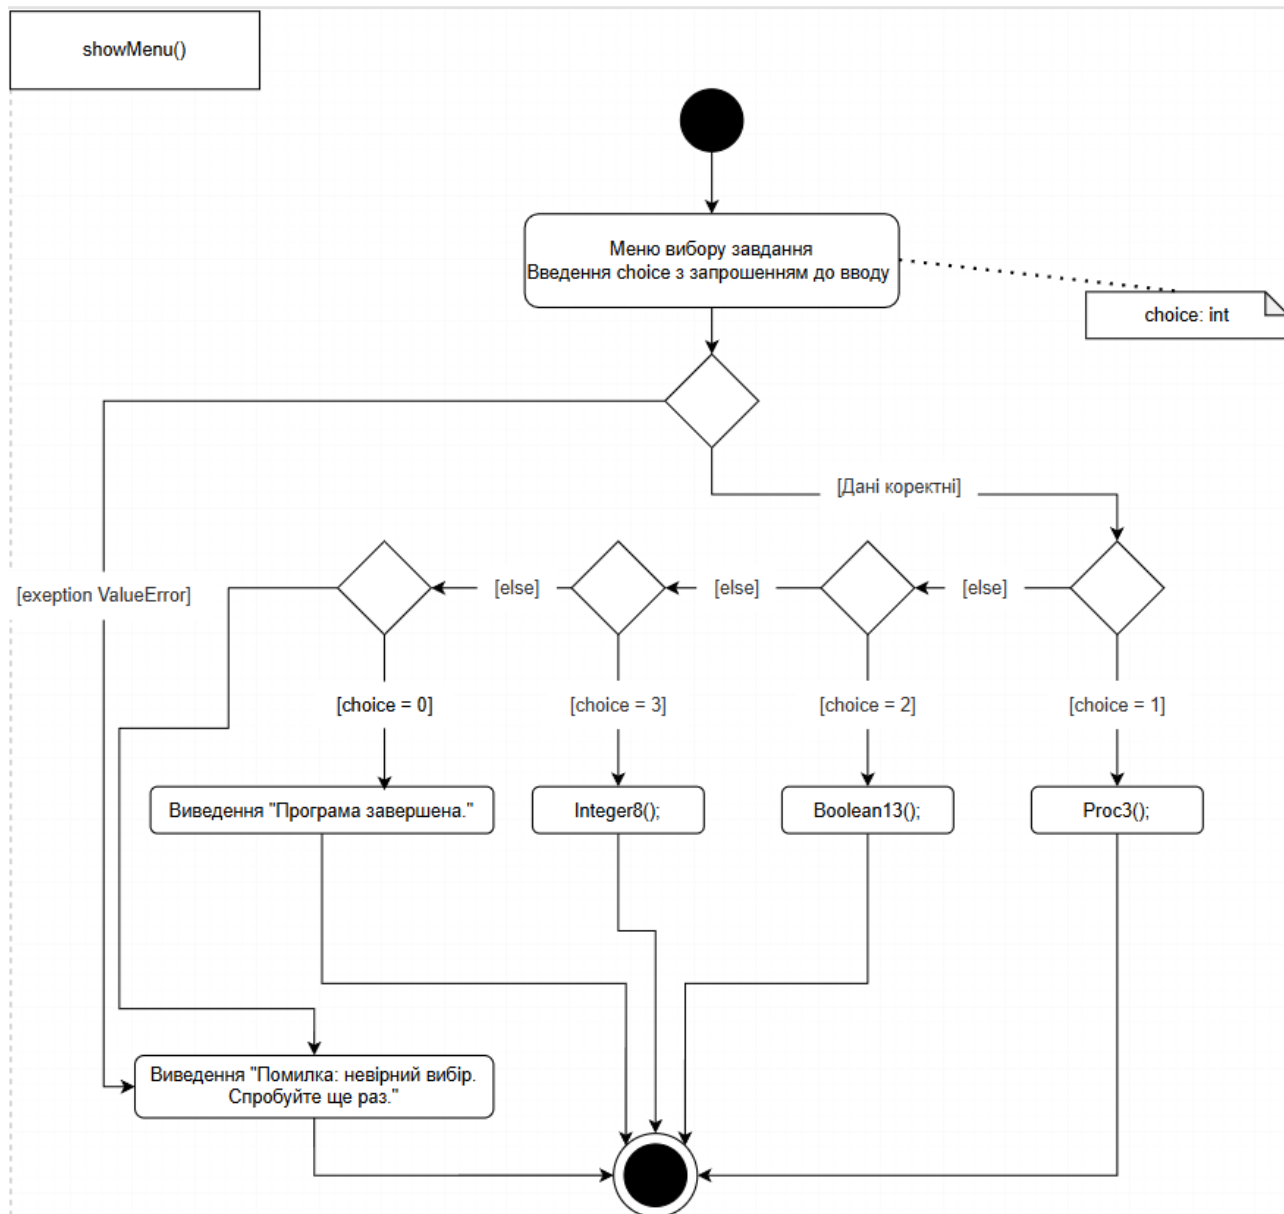 showMenu()
Меню вибору завдання
Введення choice з запрошенням до вводу
choice: int
[Дані коректні]
[exeption ValueError]
[else]
[else]
[else]
[choice = 0]
[choice = 3]
[choice = 2]
[choice = 1]
Виведення "Програма завершена."
Integer8();
Boolean13();
Proc3();
Виведення "Помилка: невірний вибір.
Спробуйте ще раз."